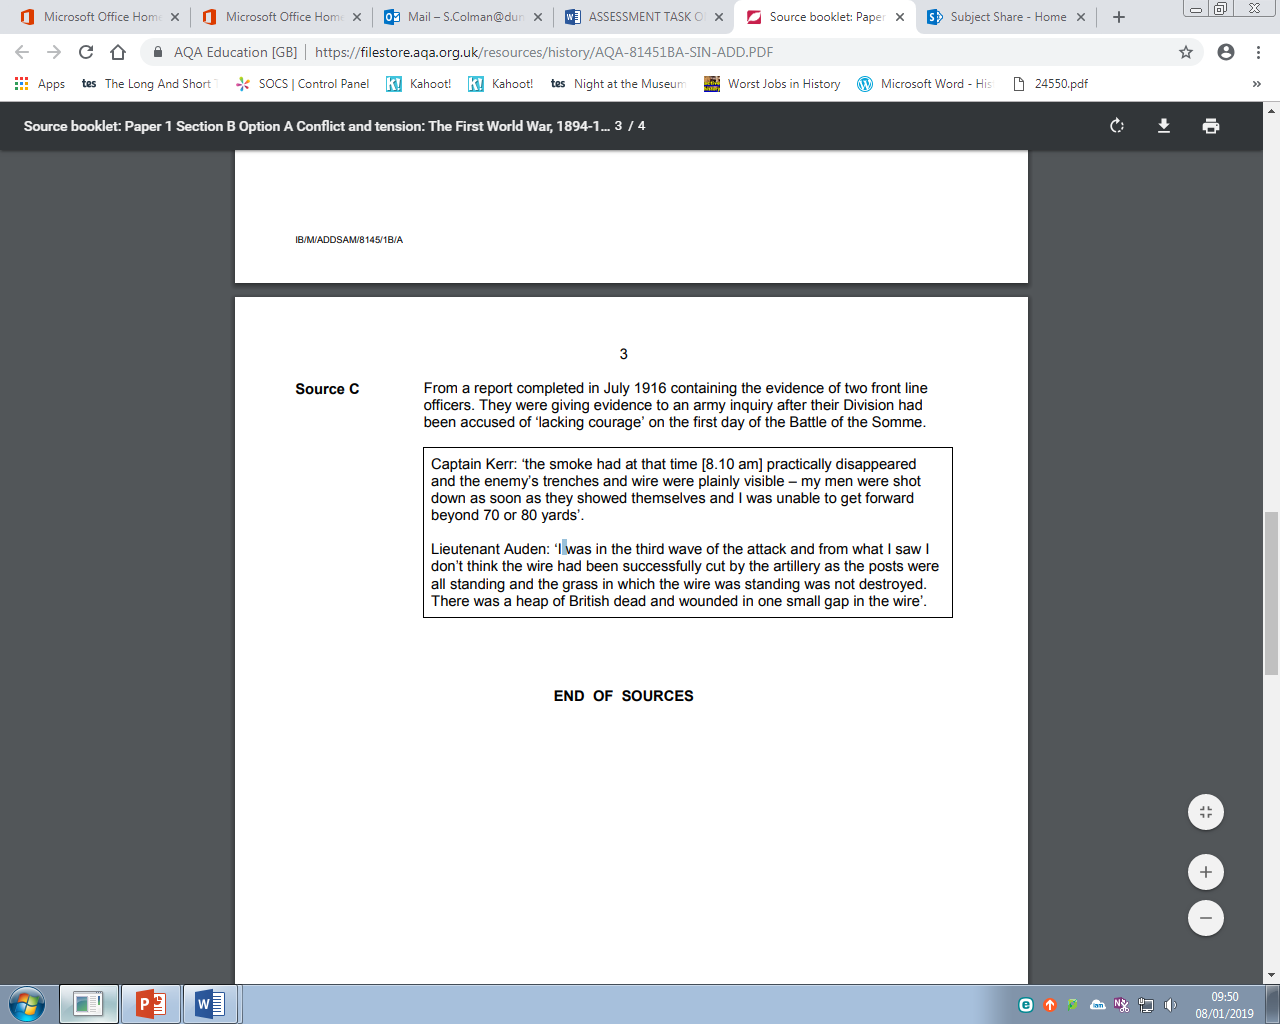 Microsoft Office Home
Microsoft Office Home
Mail – S.Colman@dun
ASSESSMENT TASK O
Source booklet: Paper
Subject Share - Home
AQA Education [GB]
https://filestore.aqa.org.uk/resources/history/AQA-81451BA-SIN-ADD.PDF
Apps
tes The Long And Short
SOCS | Control Panel
K! Kahoot!
K! Kahoot!
tes Night at the Museum
Worst Jobs in History
Microsoft Word - His
24550.pdf
»
Source booklet: Paper 1 Section B Option A Conflict and tension: The First World War, 1894-1... 3 / 4
IB/M/ADDSAM/8145/1B/A
3
Source C
From a report completed in July 1916 containing the evidence of two front line
officers. They were giving evidence to an army inquiry after their Division had
been accused of ‘lacking courage’ on the first day of the Battle of the Somme.
Captain Kerr: ‘the smoke had at that time [8.10 am] practically disappeared
and the enemy’s trenches and wire were plainly visible – my men were shot
down as soon as they showed themselves and I was unable to get forward
beyond 70 or 80 yards’.
Lieutenant Auden: ‘I was in the third wave of the attack and from what I saw I
don’t think the wire had been successfully cut by the artillery as the posts were
all standing and the grass in which the wire was standing was not destroyed.
There was a heap of British dead and wounded in one small gap in the wire’.
END OF SOURCES
09:50
08/01/2019